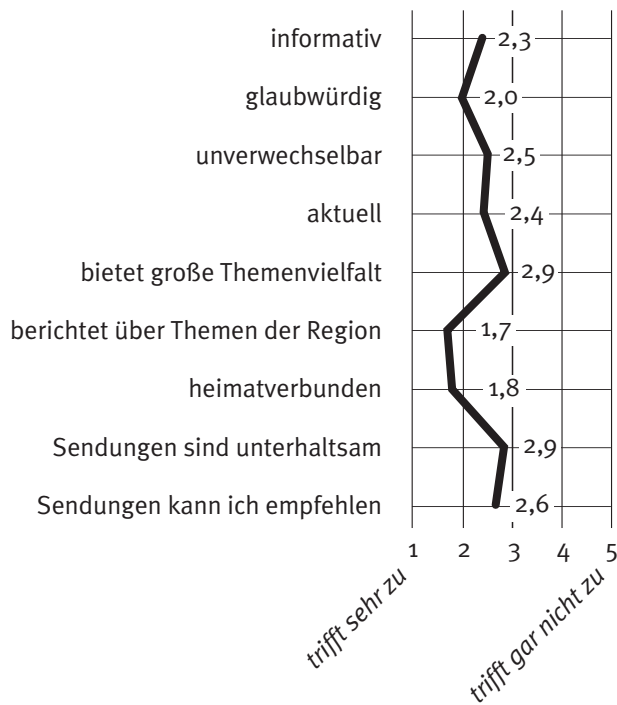 informativ 2,3
glaubwürdig 2,0
unverwechselbar 2,5
aktuell 2,4
bietet große Themenvielfalt 2,9
berichtet über Themen der Region 1,7
heimatverbunden 1,8
Sendungen sind unterhaltsam 2,9
Sendungen kann ich empfehlen 2,6
1 2 3 4 5
trifft sehr zu
trifft gar nicht zu